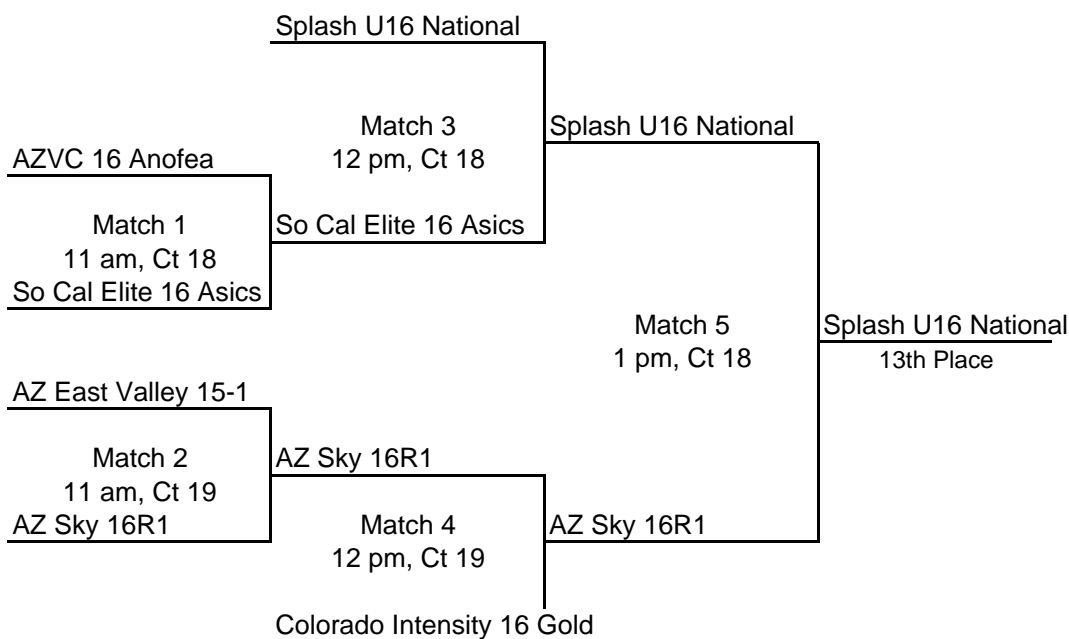 Splash U16 National
Match 3
12 pm, Ct 18
Splash U16 National
AZVC 16 Anofea
Match 1
11 am, Ct 18
So Cal Elite 16 Asics
So Cal Elite 16 Asics
Match 5
1 pm, Ct 18
Splash U16 National
13th Place
AZ East Valley 15-1
Match 2
11 am, Ct 19
AZ Sky 16R1
AZ Sky 16R1
Match 4
12 pm, Ct 19
AZ Sky 16R1
Colorado Intensity 16 Gold